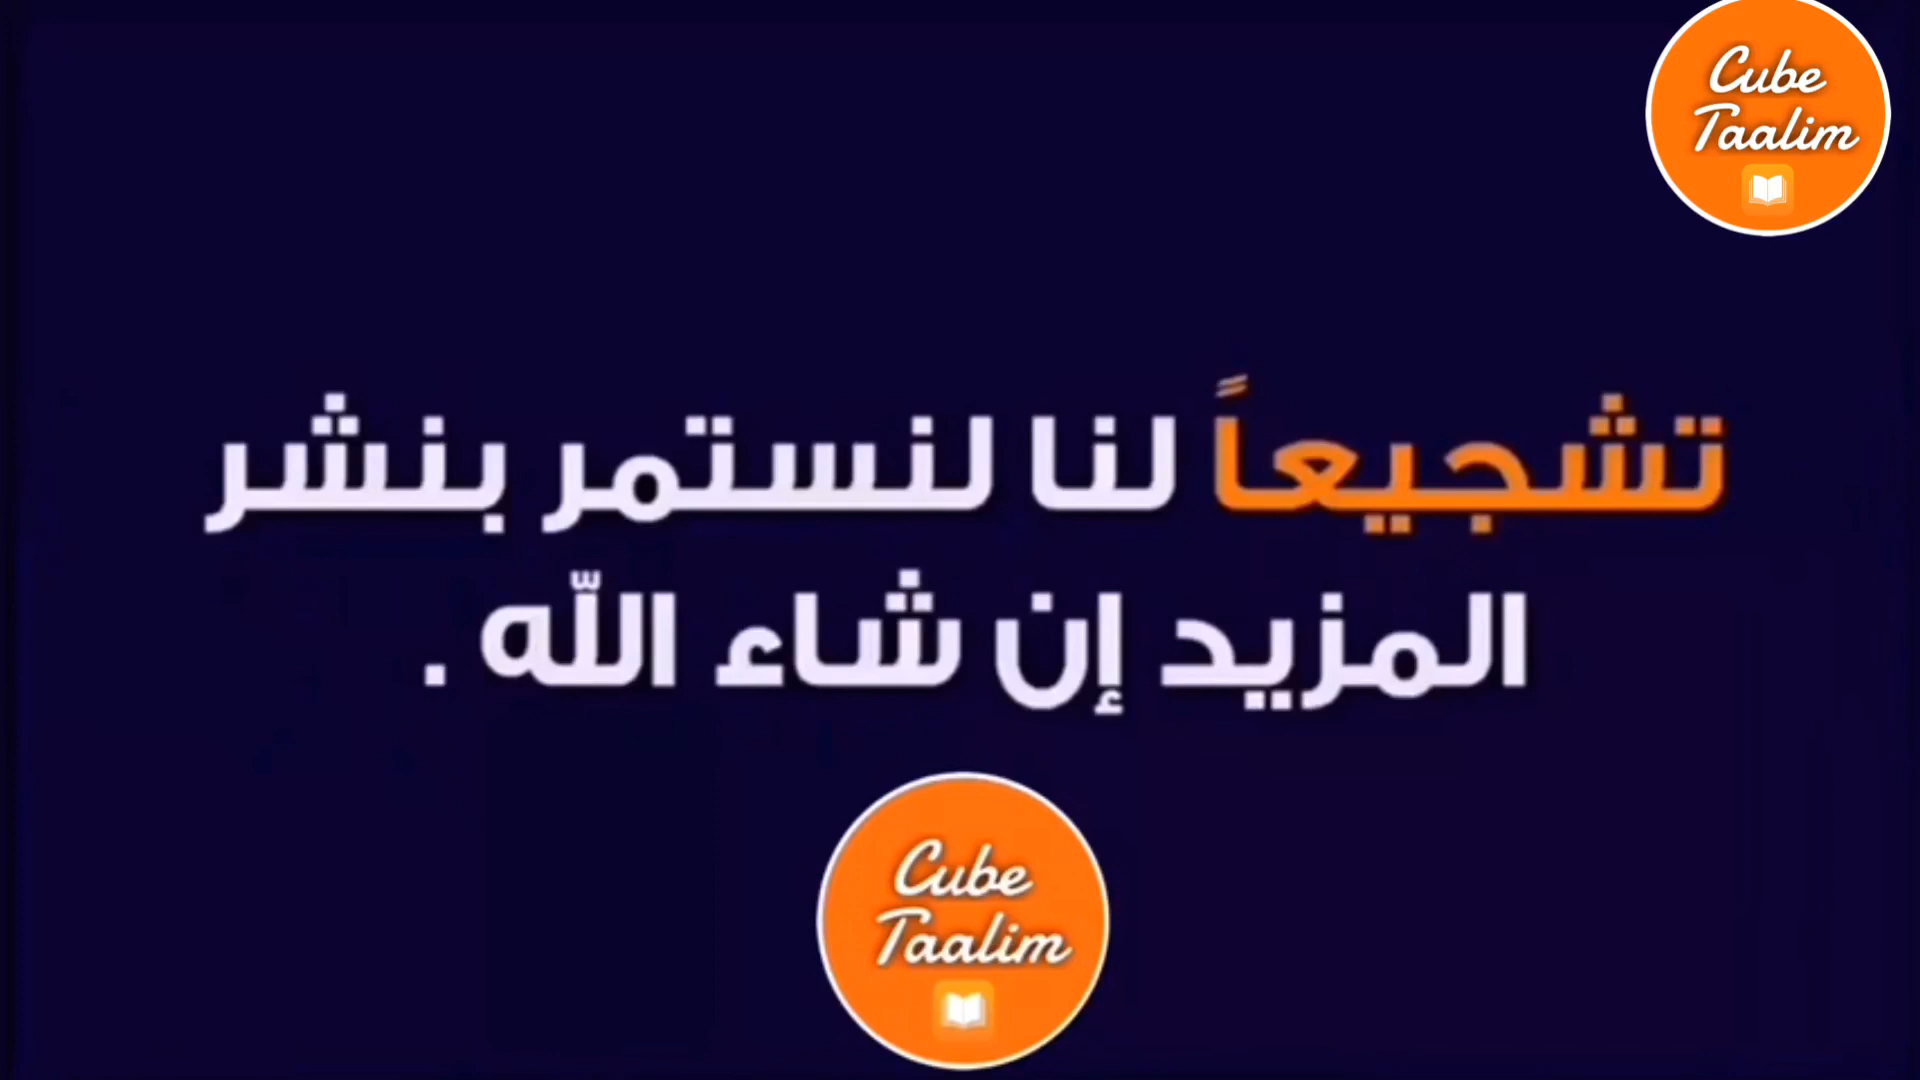 Cube
Taalim
تشجيعاً لنا لنستمر بنشر
المزيد إن شاء الله .
Cube
Taalim